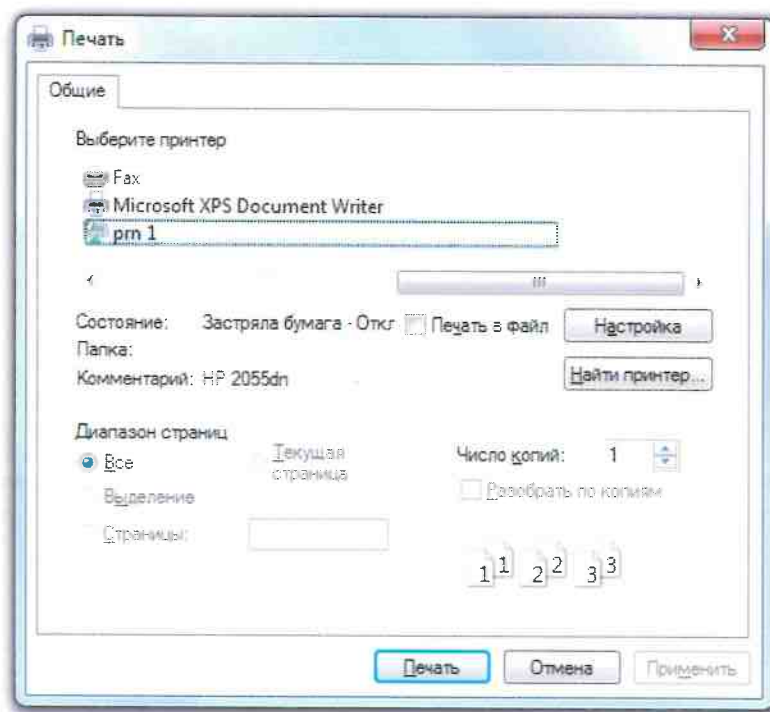 Печать
Общие
Выберите принтер
Fax
Microsoft XPS Document Writer
prn 1
Состояние: Застряла бумага - Откл
Печать в файл
Настройка
Папка:
Комментарий: HP 2055dn
Найти принтер...
Диапазон страниц
Все
Текущая
страница
Выделение
Страницы:
Число копий: 1
Разобрать по копиям
1 1 2 2 3 3
Печать
Отмена
Применить